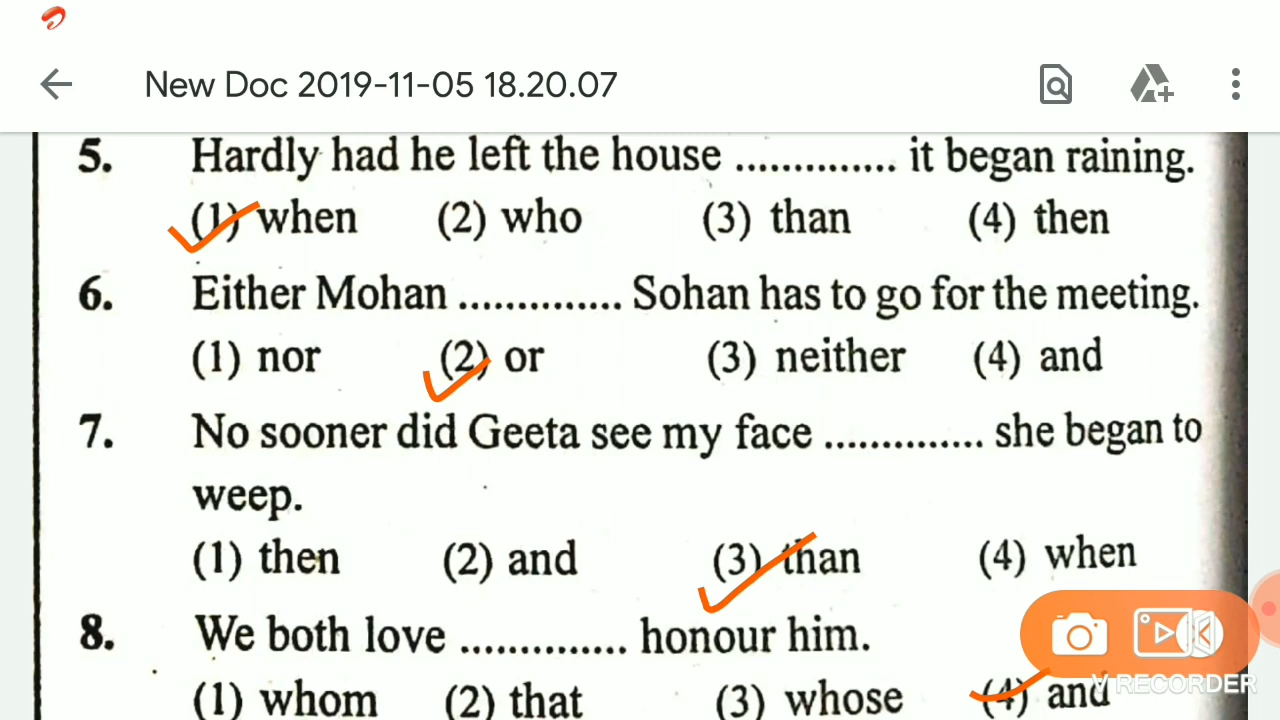 New Doc 2019-11-05 18.20.07
5. Hardly had he left the house .............. it began raining.
(1) when (2) who (3) than (4) then
6. Either Mohan .............. Sohan has to go for the meeting.
(1) nor (2) or (3) neither (4) and
7. No sooner did Geeta see my face .............. she began to
weep.
(1) then (2) and (3) than (4) when
8. We both love .............. honour him.
(1) whom (2) that (3) whose (4) and
V RECORDER